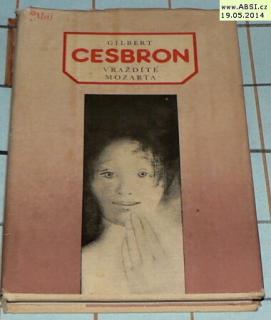 www.ABSI.cz
19.05.2014
GILBERT
CESBRON
VRAŽDÍTE
MOZARTA